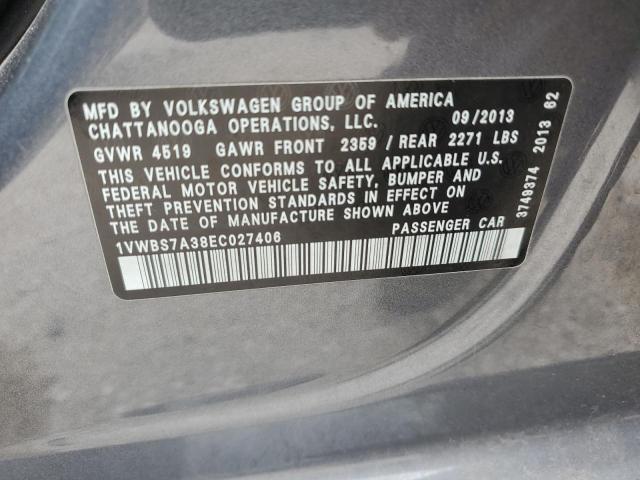 MFD BY VOLKSWAGEN GROUP OF AMERICA
CHATTANOOGA OPERATIONS, LLC. 09/2013
GVWR 4519 GAWR FRONT 2359 / REAR 2271 LBS
THIS VEHICLE CONFORMS TO ALL APPLICABLE U.S.
FEDERAL MOTOR VEHICLE SAFETY, BUMPER AND
THEFT PREVENTION STANDARDS IN EFFECT ON
THE DATE OF MANUFACTURE SHOWN ABOVE
1VWBS7A38EC027406 PASSENGER CAR
3749374 2013 62